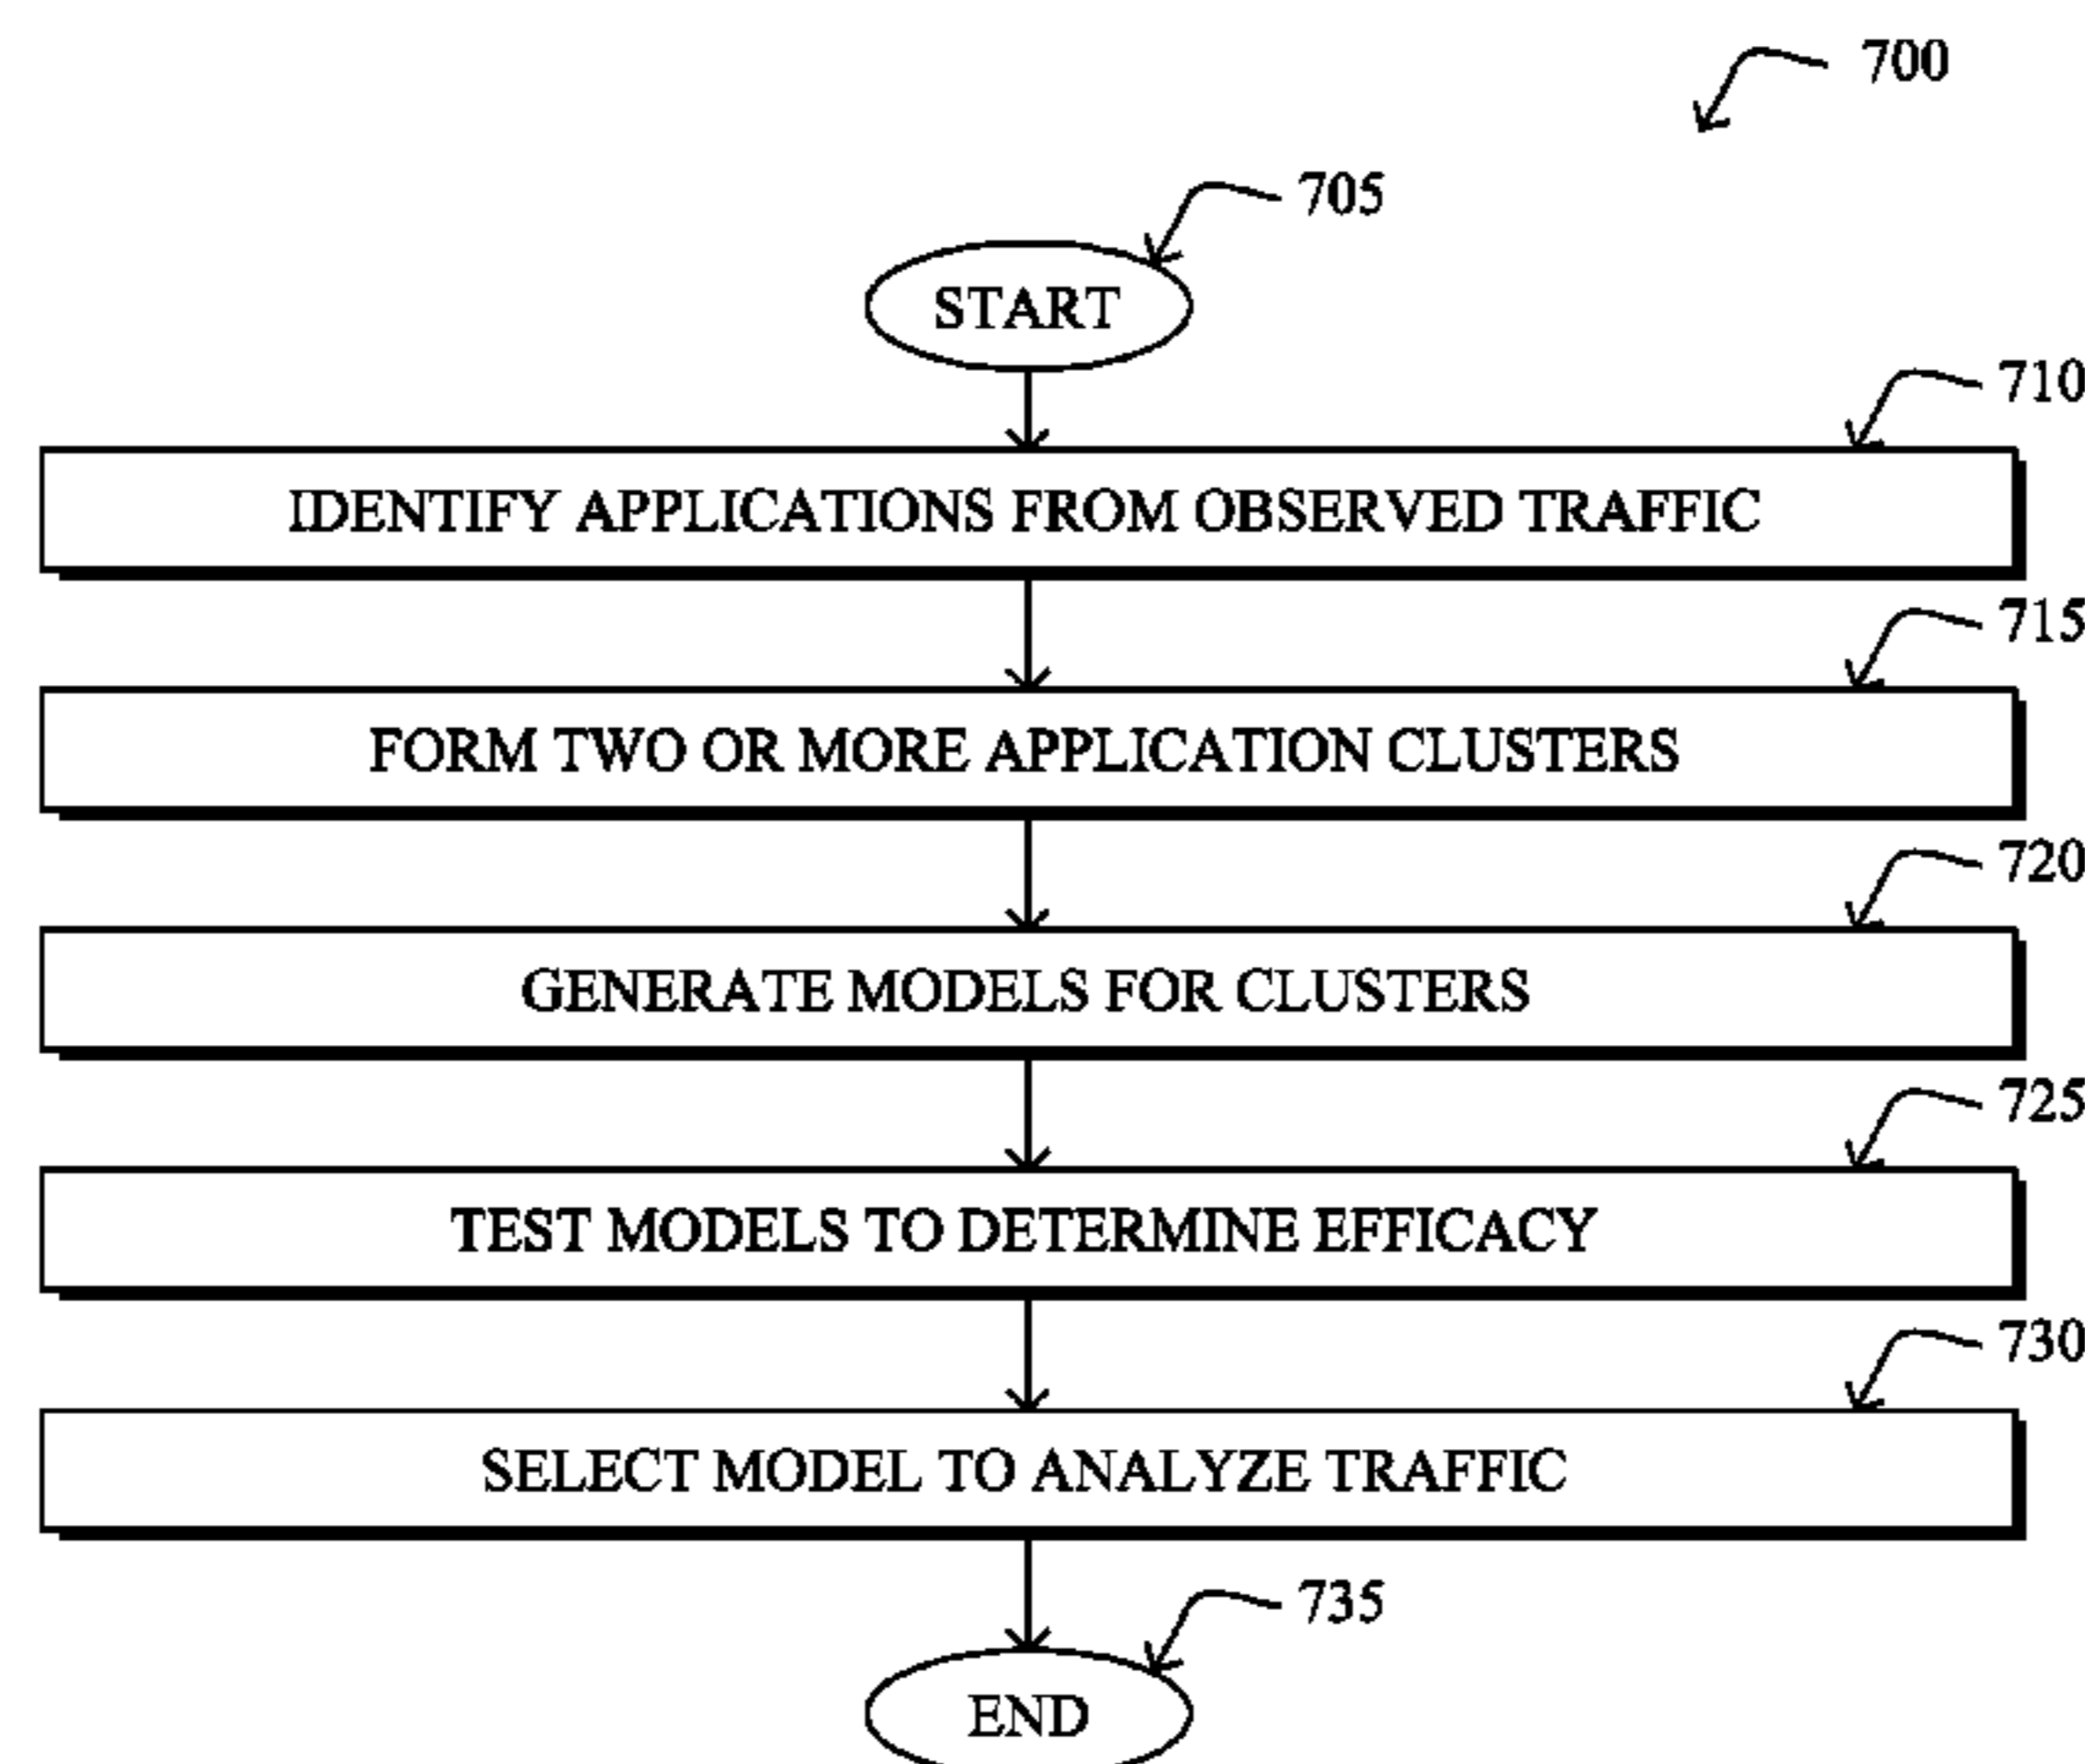 700
705
START
710
IDENTIFY APPLICATIONS FROM OBSERVED TRAFFIC
715
FORM TWO OR MORE APPLICATION CLUSTERS
720
GENERATE MODELS FOR CLUSTERS
725
TEST MODELS TO DETERMINE EFFICACY
730
SELECT MODEL TO ANALYZE TRAFFIC
735
END